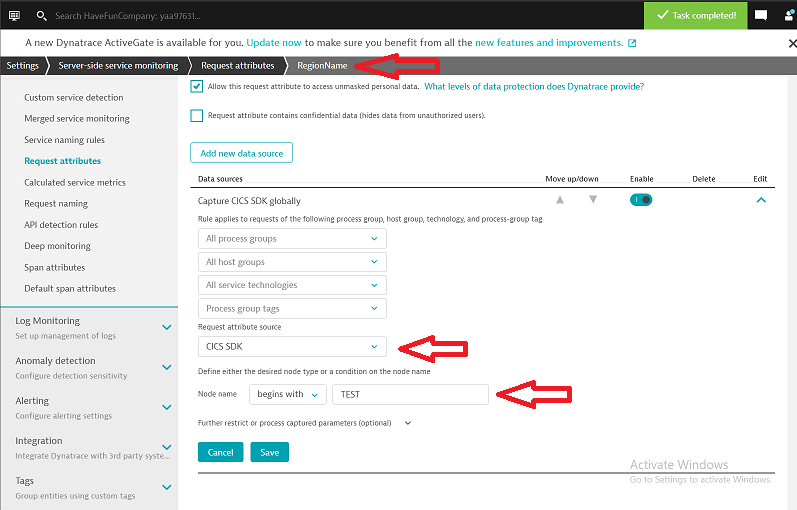 Search HaveFunCompany: yaa97631...
Task completed!
A new Dynatrace ActiveGate is available for you. Update now to make sure you benefit from all the new features and improvements.
Settings
Server-side service monitoring
Request attributes
RegionName
Custom service detection
Merged service monitoring
Service naming rules
Request attributes
Calculated service metrics
Request naming
API detection rules
Deep monitoring
Span attributes
Default span attributes
Log Monitoring
Set up management of logs
Anomaly detection
Configure detection sensitivity
Alerting
Configure alerting settings
Integration
Integrate Dynatrace with 3rd party syste...
Tags
Group entities using custom tags
Allow this request attribute to access unmasked personal data. What levels of data protection does Dynatrace provide?
Request attribute contains confidential data (hides data from unauthorized users).
Add new data source
Data sources Move up/down Enable Delete Edit
Capture CICS SDK globally
Rule applies to requests of the following process group, host group, technology, and process-group tag
All process groups
All host groups
All service technologies
Process group tags
Request attribute source
CICS SDK
Define either the desired node type or a condition on the node name
Node name begins with TEST
Further restrict or process captured parameters (optional)
Cancel Save
Activate Windows
Go to Settings to activate Windows.